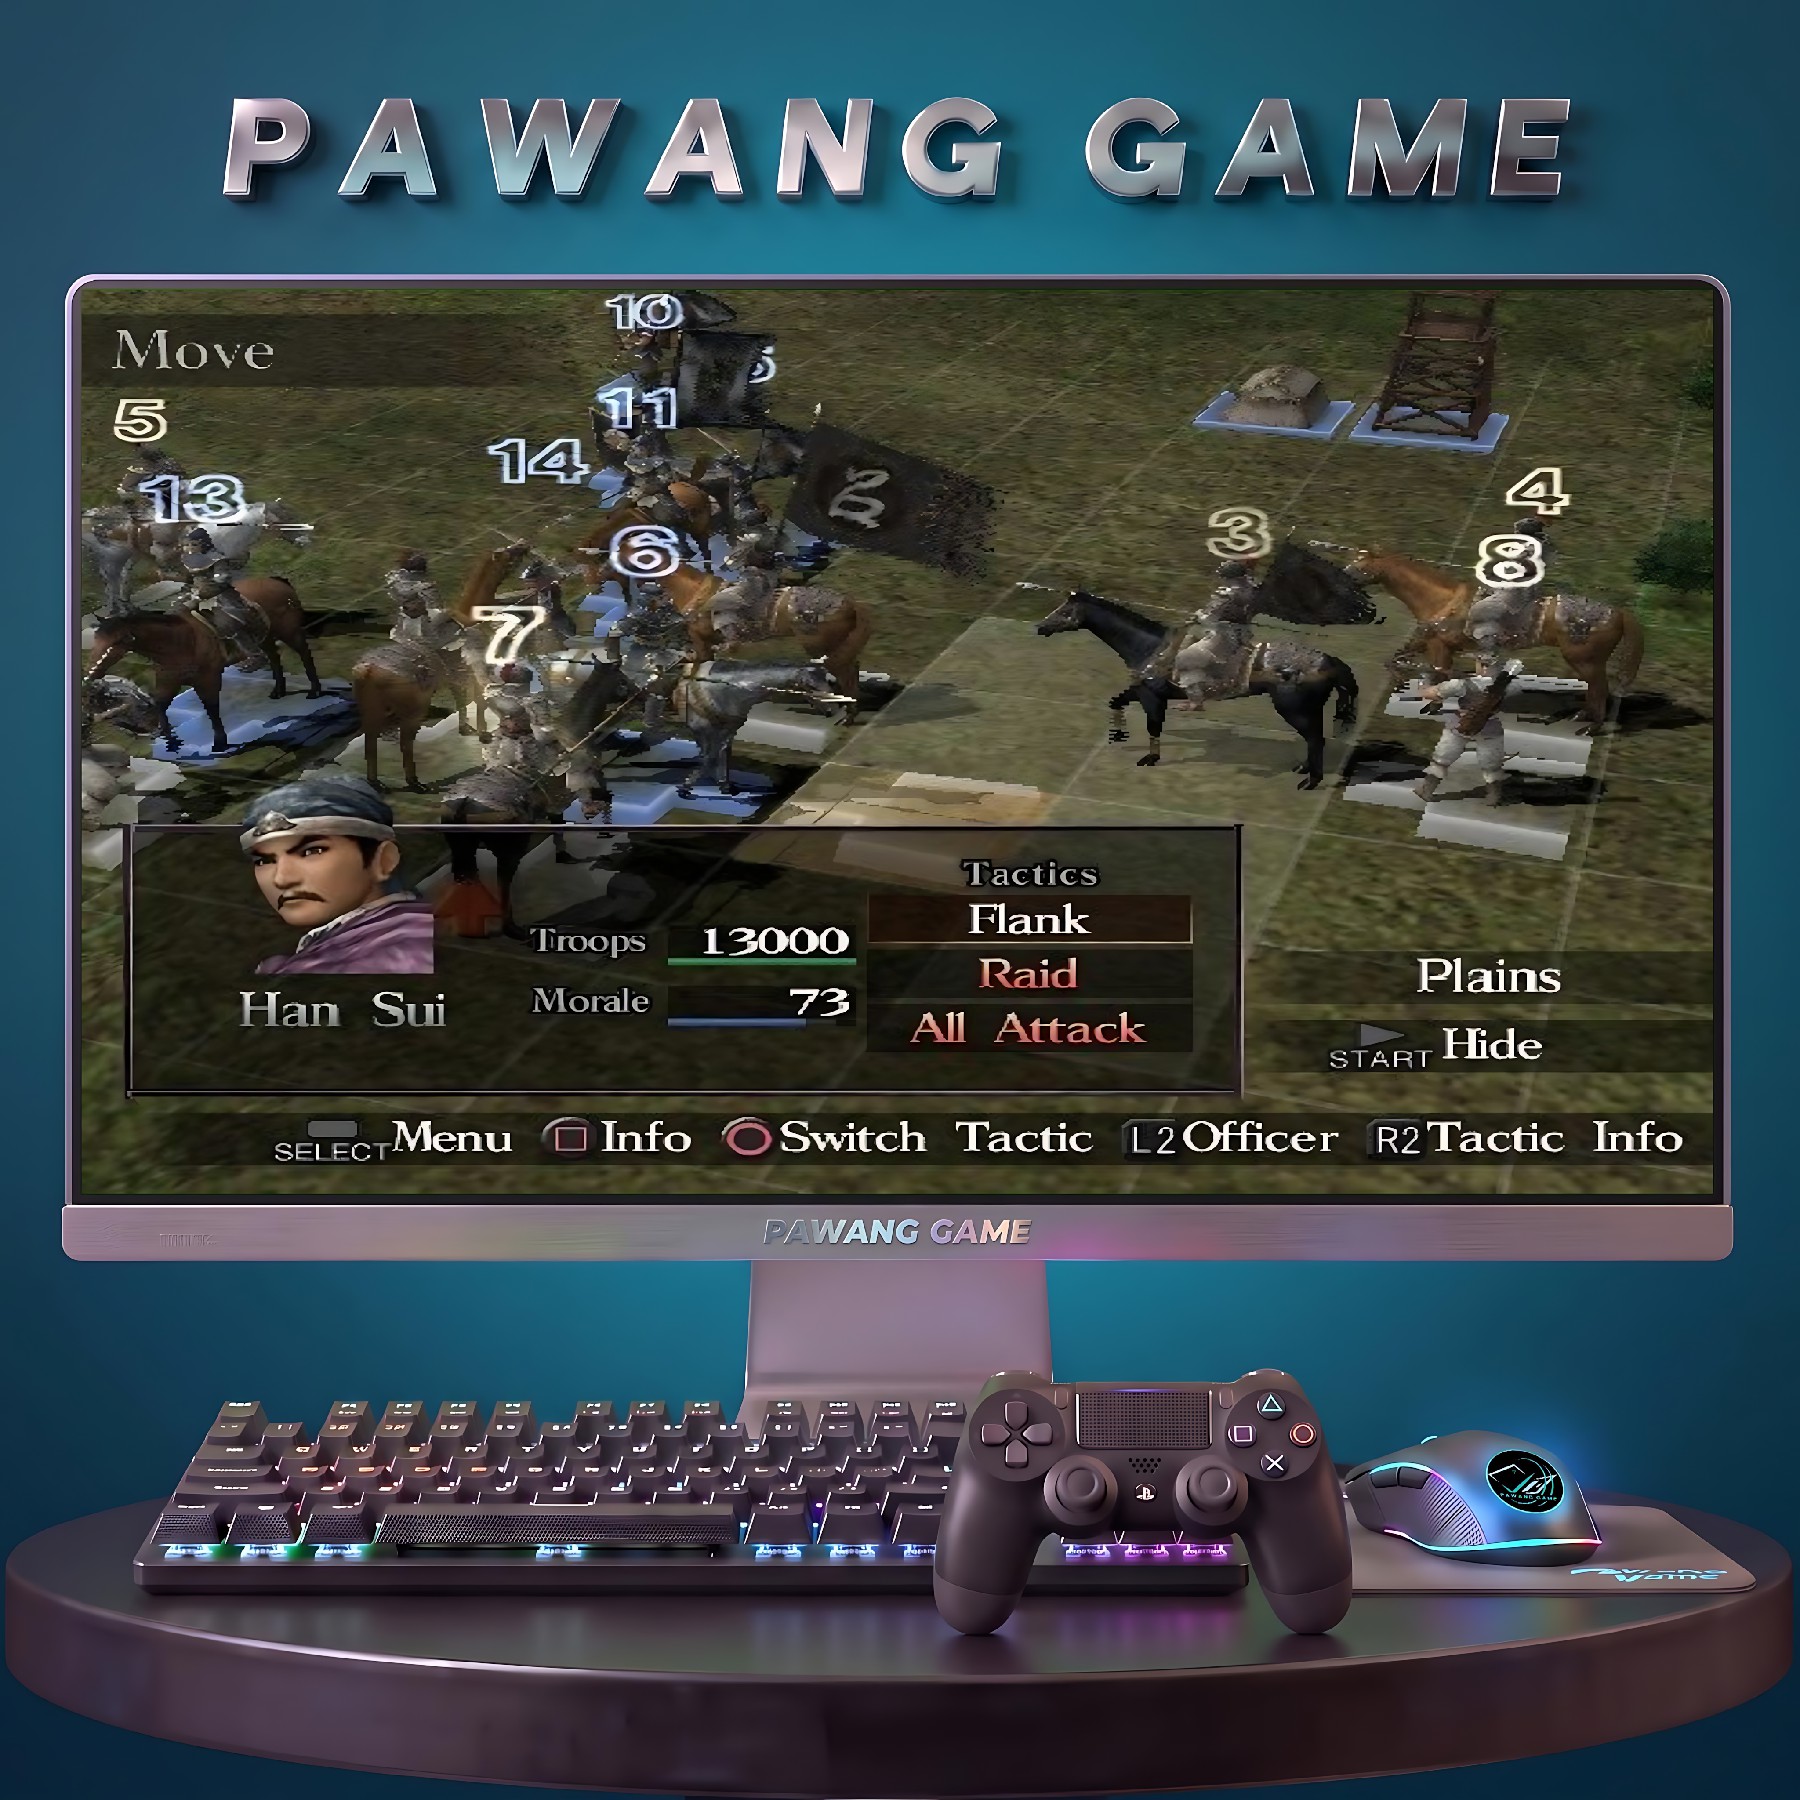 PAWANG GAME
Move
10
5
11
14
13
6
7
3
4
8
Tactics
Flank
Troops 13000
Raid
Han Sui
Morale 73
All Attack
Plains
START Hide
SELECT Menu Info Switch Tactic L2 Officer R2 Tactic Info
PAWANG GAME
PAWANG GAME